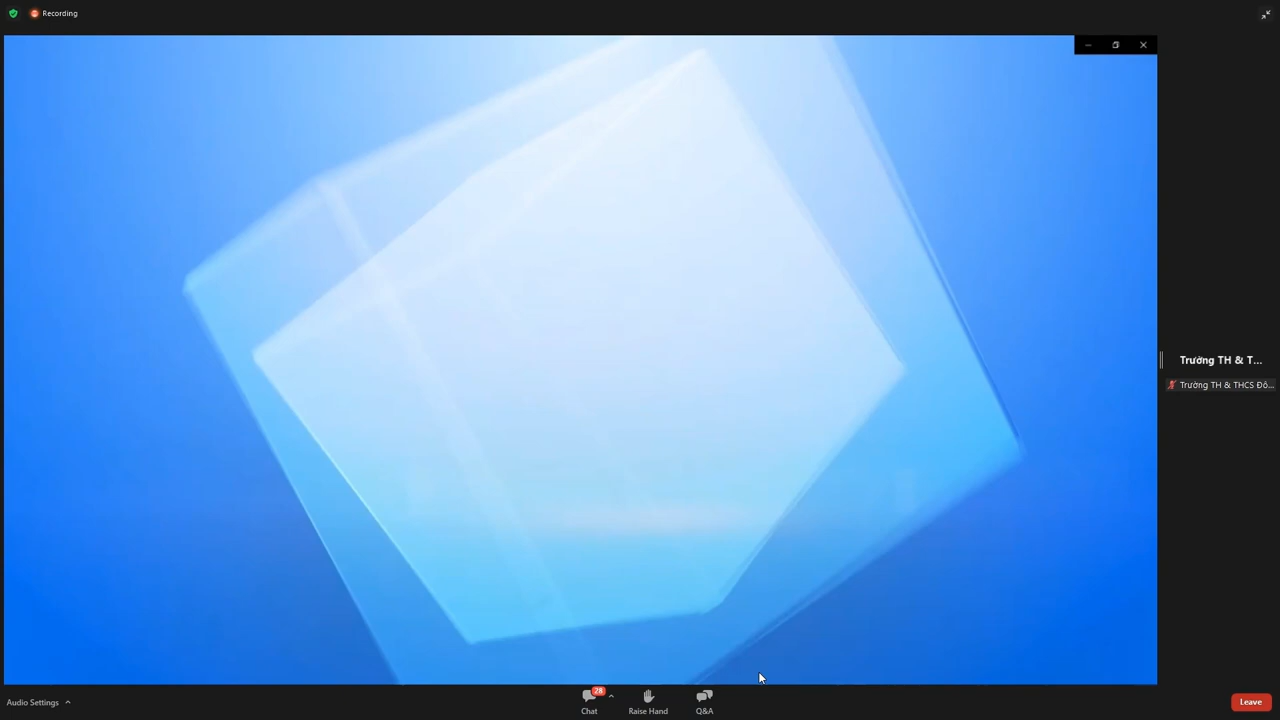 Recording
Trường TH & T...
Trường TH & THCS Đô...
Audio Settings
28
Chat
Raise Hand
Q&A
Leave